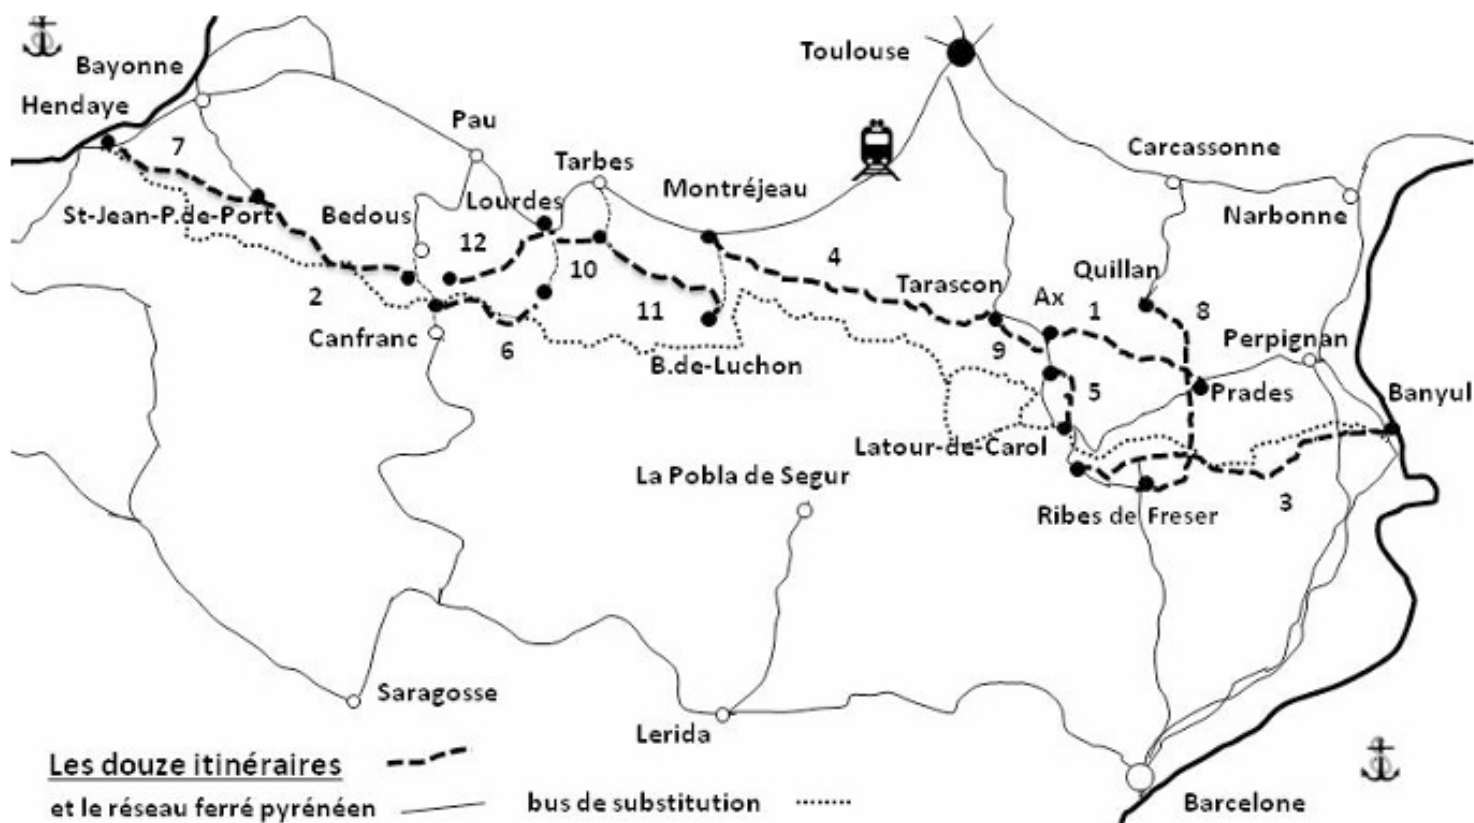 Toulouse
Bayonne
Hendaye
7
Pau
Tarbes
Carcassonne
Montréjeau
Lourdes
St-Jean-P.de-Port
Bedous
Narbonne
12
10
4
Quillan
Tarascon
Ax
2
11
1
8
Canfranc
6
9
Perpignan
B.de-Luchon
5
Prades
Banyul
Latour-de-Carol
La Pobla de Segur
3
Ribes de Freser
Saragosse
Lerida
Les douze itinéraires
et le réseau ferré pyrénéen
bus de substitution
Barcelone